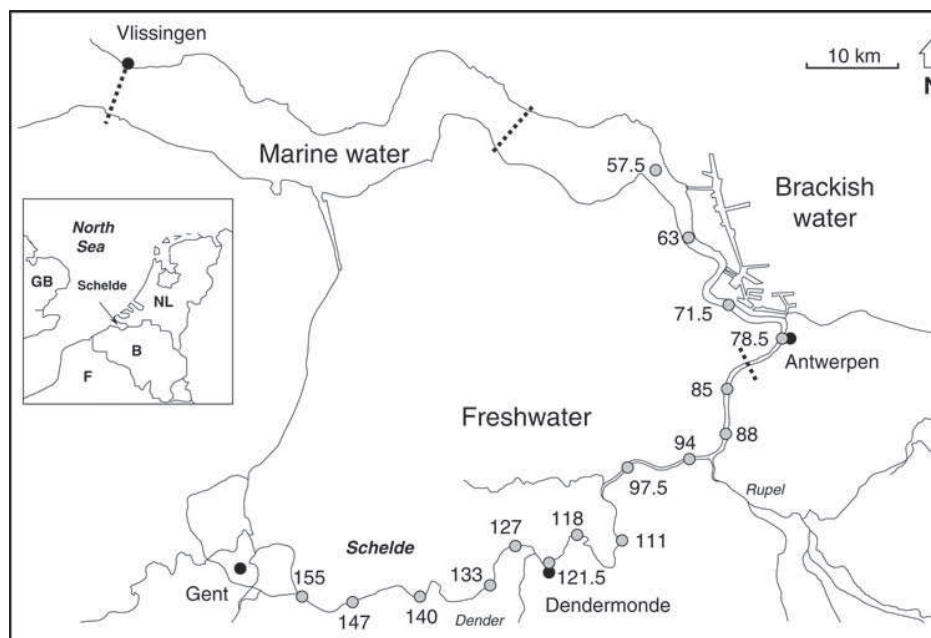 Vlissingen
10 km
N
Marine water
57.5
Brackish
water
North
Sea
63
GB
Schelde
NL
71.5
B
78.5
F
Antwerpen
85
Freshwater
88
94
97.5
Rupel
118
127
111
Schelde
155
133
121.5
Gent
Dendermonde
147
140
Dender